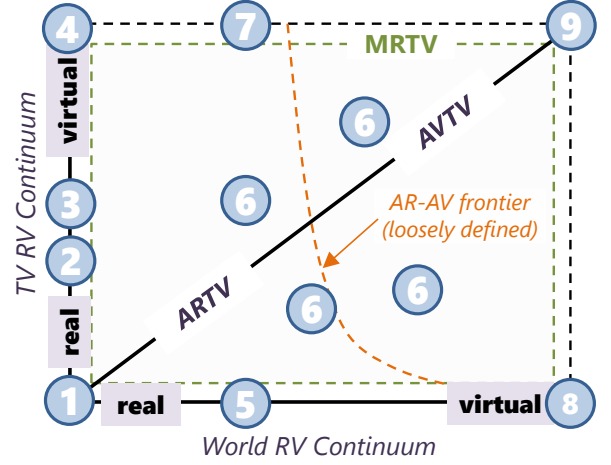 4
7
9
MRTV
virtual
TV RV Continuum
6
AVTV
3
6
AR-AV frontier
(loosely defined)
2
ARTV
6
6
real
1
real
5
virtual
8
World RV Continuum